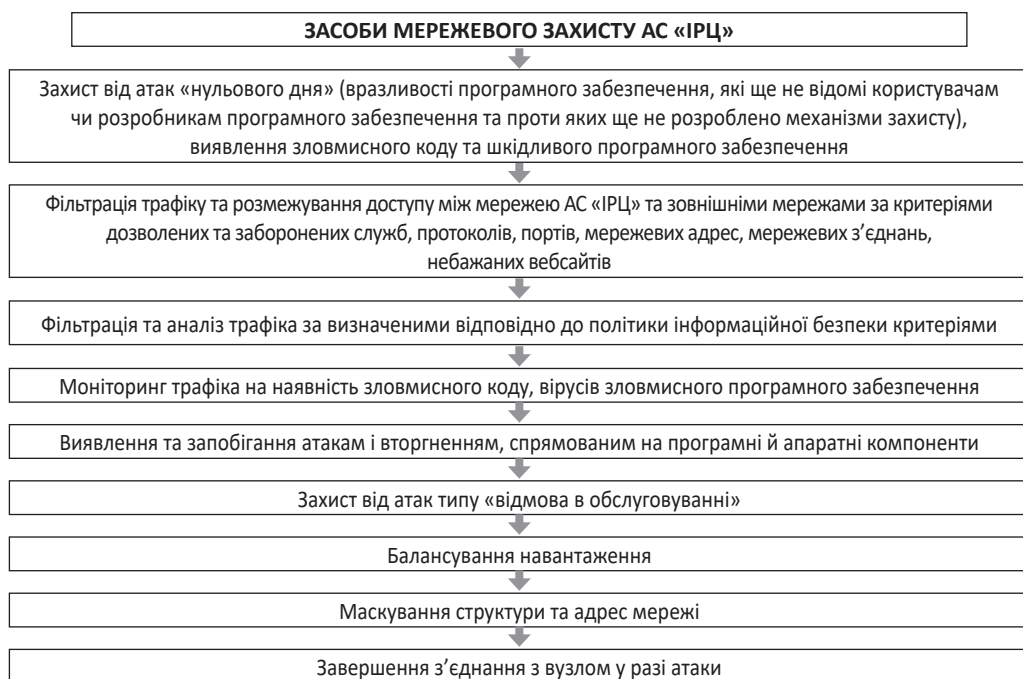 ЗАСОБИ МЕРЕЖЕВОГО ЗАХИСТУ АС «ІРЦ»
Захист від атак «нульового дня» (вразливості програмного забезпечення, які ще не відомі користувачам
чи розробникам програмного забезпечення та проти яких ще не розроблено механізми захисту),
виявлення зловмисного коду та шкідливого програмного забезпечення
Фільтрація трафіку та розмежування доступу між мережею АС «ІРЦ» та зовнішніми мережами за критеріями
дозволених та заборонених служб, протоколів, портів, мережевих адрес, мережевих з’єднань,
небажаних вебсайтів
Фільтрація та аналіз трафіка за визначеними відповідно до політики інформаційної безпеки критеріями
Моніторинг трафіка на наявність зловмисного коду, вірусів зловмисного програмного забезпечення
Виявлення та запобігання атакам і вторгненням, спрямованим на програмні й апаратні компоненти
Захист від атак типу «відмова в обслуговуванні»
Балансування навантаження
Маскування структури та адрес мережі
Завершення з’єднання з вузлом у разі атаки